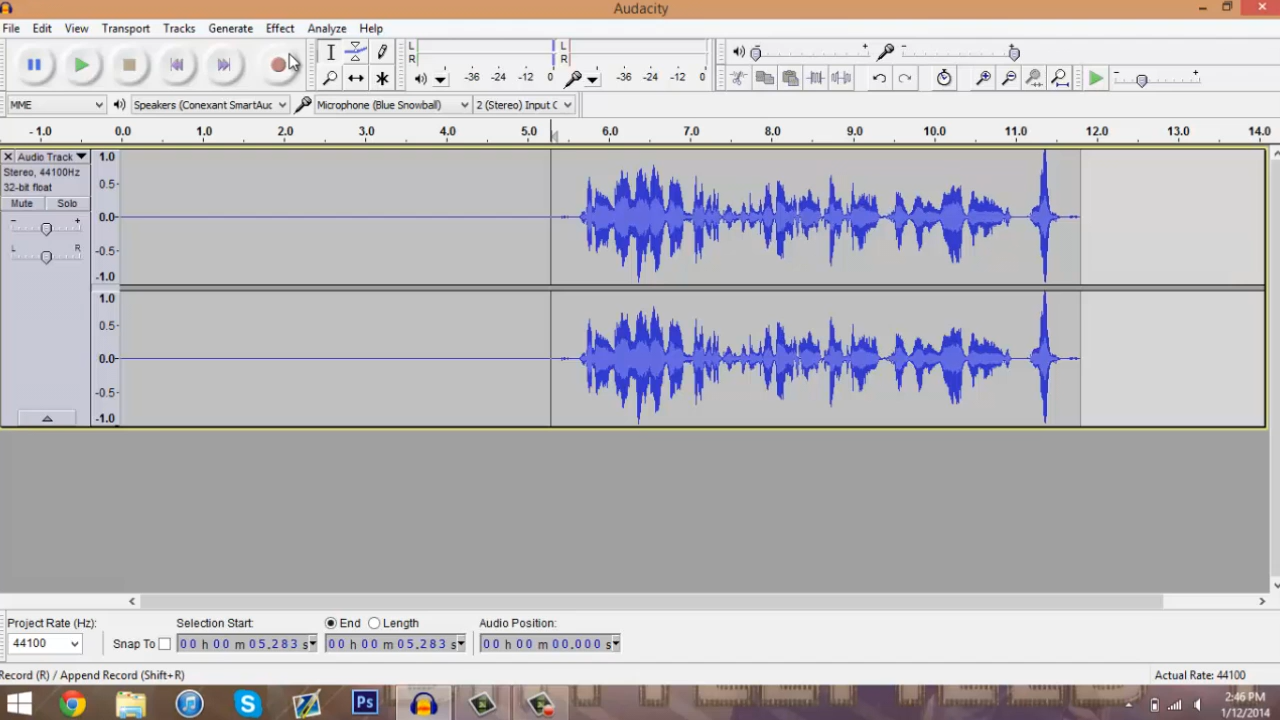 Audacity
File Edit View Transport Tracks Generate Effect Analyze Help
L
R
-36 -24 -12 0
L
R
-36 -24 -12 0
MME Speakers (Conexant SmartAuc Microphone (Blue Snowball) 2 (Stereo) Input C
- 1.0 0.0 1.0 2.0 3.0 4.0 5.0 6.0 7.0 8.0 9.0 10.0 11.0 12.0 13.0 14.0
Audio Track
Stereo, 44100Hz
32-bit float
Mute Solo
- +
L R
1.0
0.5-
0.0-
-0.5-
-1.0
1.0
0.5-
0.0-
-0.5-
-1.0
Project Rate (Hz): Selection Start: End Length Audio Position:
44100 Snap To 00 h 00 m 05.283 s 00 h 00 m 05.283 s 00 h 00 m 00.000 s
Record (R) / Append Record (Shift+R) Actual Rate: 44100
Ps
2:46 PM
1/12/2014